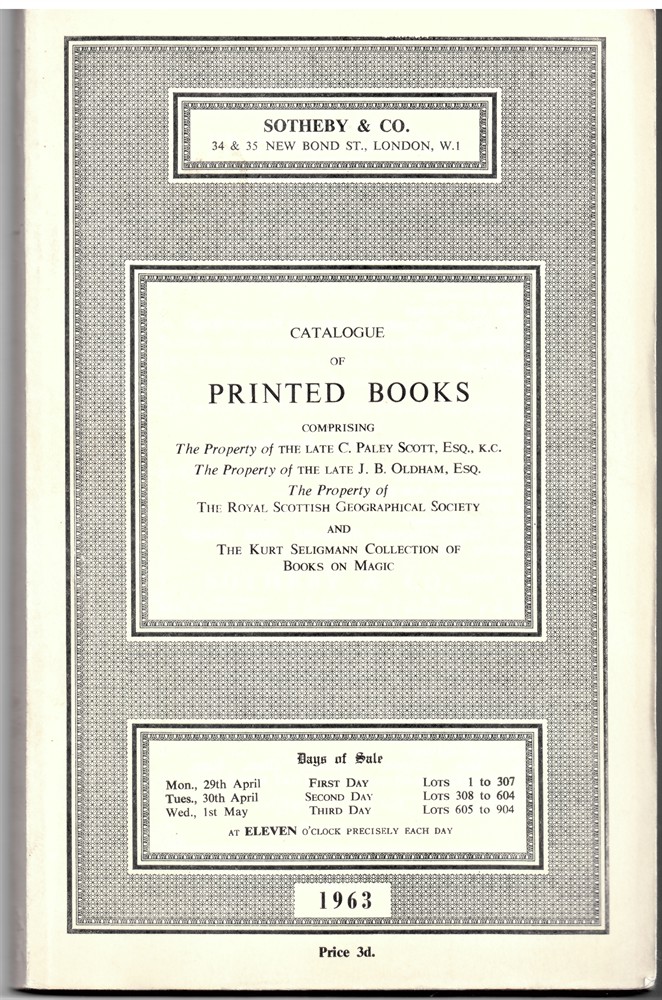 SOTHEBY & CO.
34 & 35 NEW BOND ST., LONDON, W.1
CATALOGUE
OF
PRINTED BOOKS
COMPRISING
The Property of THE LATE C. PALEY SCOTT, ESQ., K.C.
The Property of THE LATE J. B. OLDHAM, ESQ.
The Property of
THE ROYAL SCOTTISH GEOGRAPHICAL SOCIETY
AND
THE KURT SELIGMANN COLLECTION OF
BOOKS ON MAGIC
Days of Sale
Mon., 29th April FIRST DAY LOTS 1 to 307
Tues., 30th April SECOND DAY LOTS 308 to 604
Wed., 1st May THIRD DAY LOTS 605 to 904
AT ELEVEN O'CLOCK PRECISELY EACH DAY
1963
Price 3d.